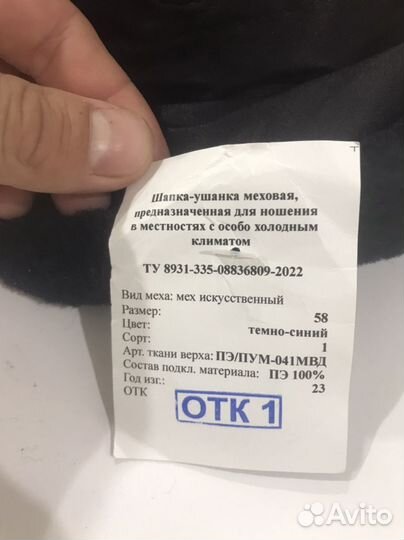 Шапка-ушанка меховая,
предназначенная для ношения
в местностях с особо холодным
климатом
ТУ 8931-335-08836809-2022
Вид меха: мех искусственный
Размер: 58
Цвет: темно-синий
Сорт: 1
Арт. ткани верха: ПЭ/ПУМ-041МВД
Состав подкл. материала: ПЭ 100%
Год изг.: 23
ОТК
ОТК 1
Avito